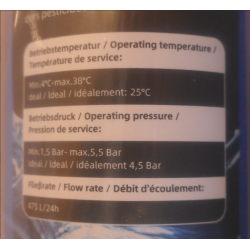 pesticides
Betriebstemperatur / Operating temperature /
Température de service:
Min.4°C-max.38°C
Ideal / Ideal / idéalement: 25°C
Betriebsdruck / Operating pressure /
Pression de service:
Min.1,5 Bar- max.5,5 Bar
Ideal / Ideal / idéalement 4,5 Bar
Fließrate / Flow rate / Débit d'écoulement:
475 L/24h